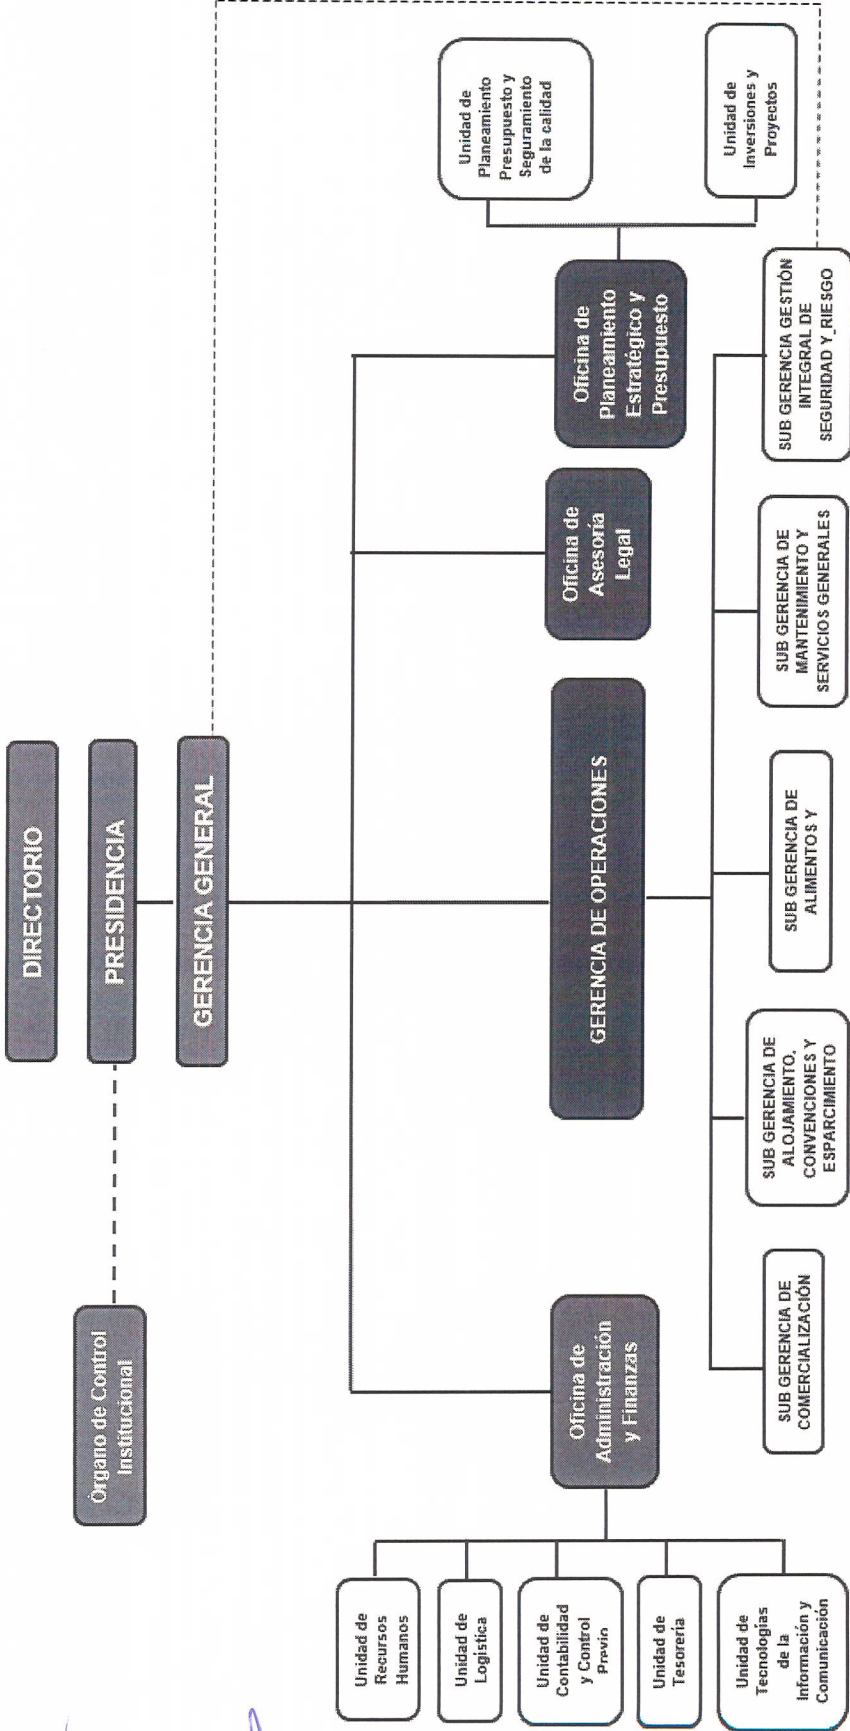 DIRECTORIO
PRESIDENCIA
Órgano de Control
Institucional
GERENCIA GENERAL
Oficina de
Administración
y Finanzas
GERENCIA DE OPERACIONES
Oficina de
Asesoría
Legal
Oficina de
Planeamiento
Estratégico y
Presupuesto
Unidad de
Recursos
Humanos
Unidad de
Logística
Unidad de
Contabilidad
y Control
Previo
Unidad de
Tesorería
Unidad de
Tecnologías
de la
Información y
Comunicación
Unidad de
Planeamiento
Presupuesto y
Seguramiento
de la calidad
Unidad de
Inversiones y
Proyectos
SUB GERENCIA DE
COMERCIALIZACIÓN
SUB GERENCIA DE
ALOJAMIENTO,
CONVENCIONES Y
ESPARCIMIENTO
SUB GERENCIA DE
ALIMENTOS Y
SUB GERENCIA DE
MANTENIMIENTO Y
SERVICIOS GENERALES
SUB GERENCIA GESTIÓN
INTEGRAL DE
SEGURIDAD Y RIESGO